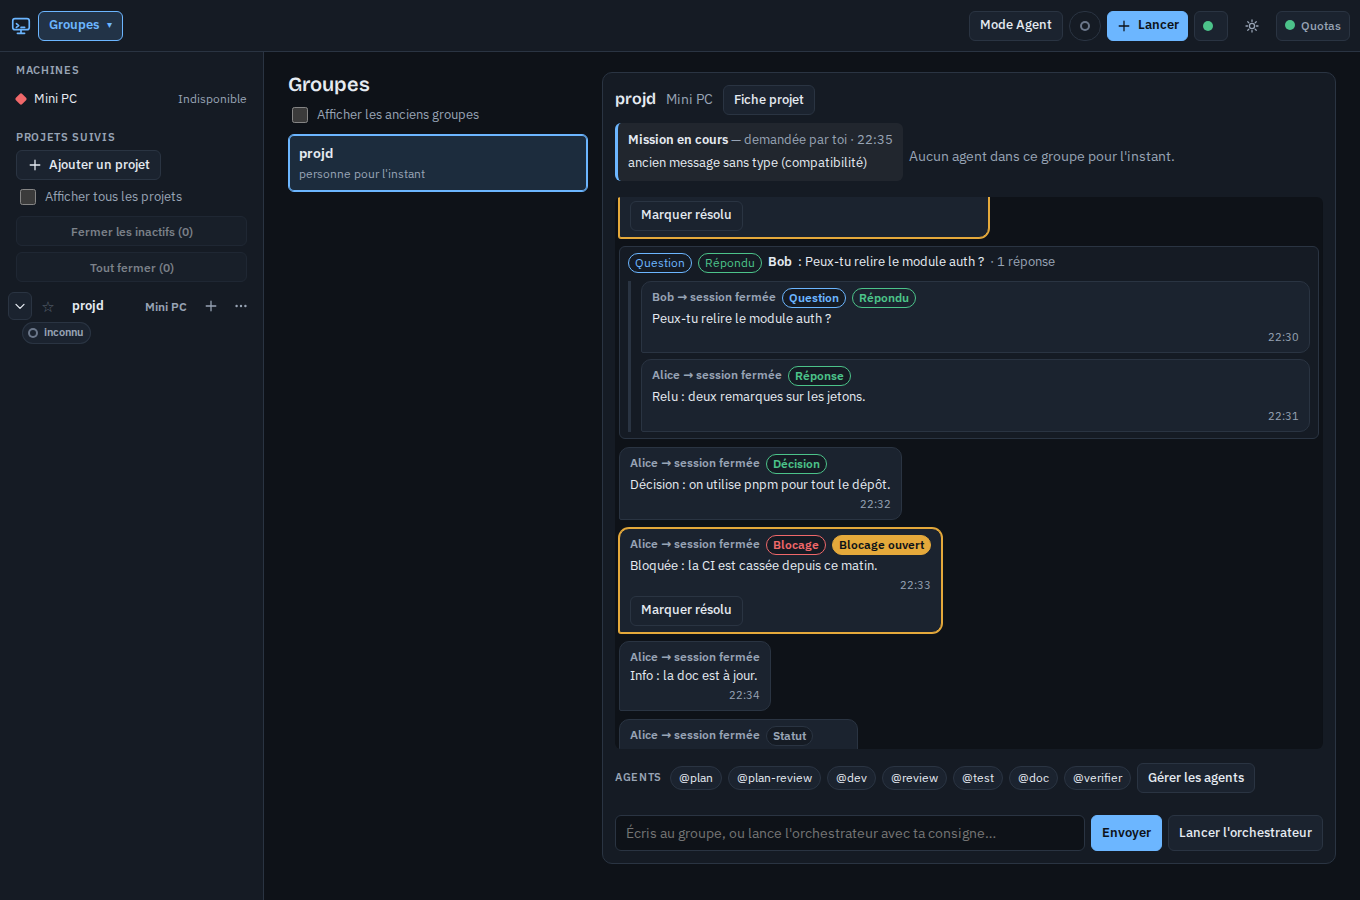 Groupes ▾
Mode Agent
+ Lancer
Quotas
MACHINES
Mini PC Indisponible
PROJETS SUIVIS
+ Ajouter un projet
Afficher tous les projets
Fermer les inactifs (0)
Tout fermer (0)
☆ projd Mini PC + ···
Inconnu
Groupes
Afficher les anciens groupes
projd
personne pour l'instant
projd Mini PC Fiche projet
Mission en cours — demandée par toi · 22:35
ancien message sans type (compatibilité)
Aucun agent dans ce groupe pour l'instant.
Marquer résolu
Question Répondu Bob : Peux-tu relire le module auth ? · 1 réponse
Bob → session fermée Question Répondu
Peux-tu relire le module auth ?
22:30
Alice → session fermée Réponse
Relu : deux remarques sur les jetons.
22:31
Alice → session fermée Décision
Décision : on utilise pnpm pour tout le dépôt.
22:32
Alice → session fermée Blocage Blocage ouvert
Bloquée : la CI est cassée depuis ce matin.
22:33
Marquer résolu
Alice → session fermée
Info : la doc est à jour.
22:34
Alice → session fermée Statut
AGENTS @plan @plan-review @dev @review @test @doc @verifier Gérer les agents
Écris au groupe, ou lance l'orchestrateur avec ta consigne... Envoyer Lancer l'orchestrateur